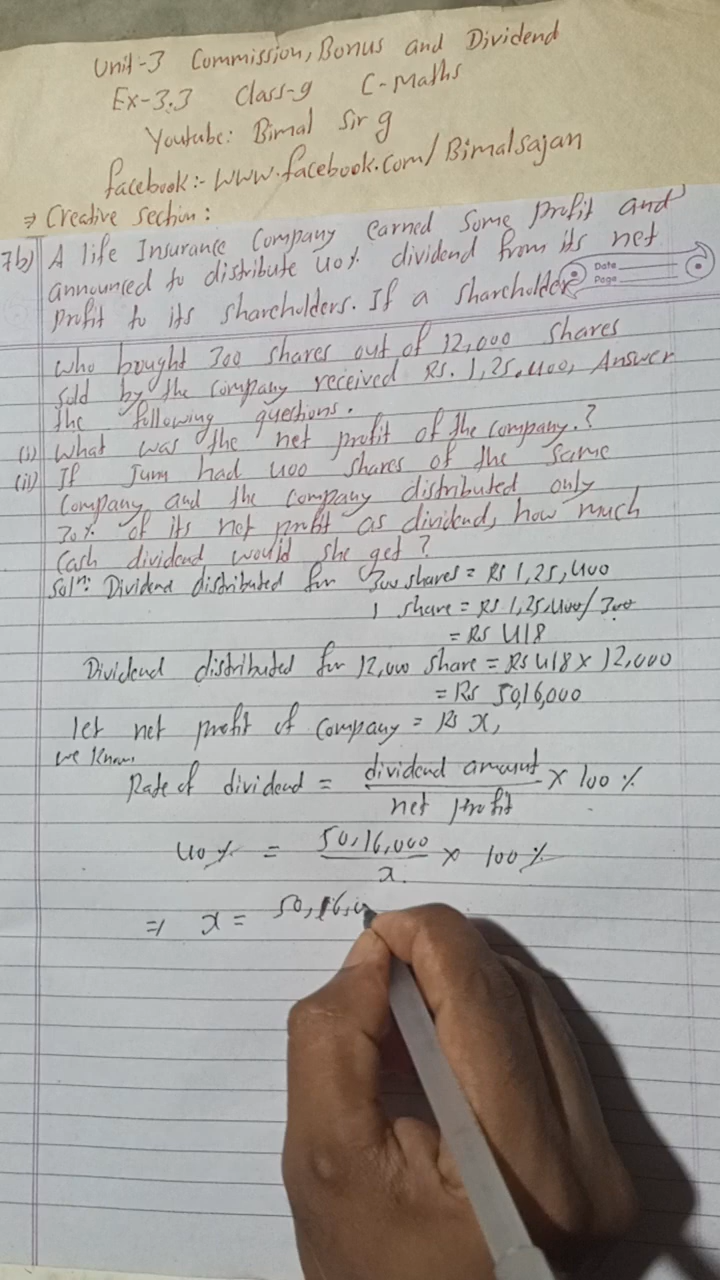 Unit-3 Commission, Bonus and Dividend
Ex-3.3 Class-9 C-Maths
Youtube: Bimal Sir g
facebook:- www.facebook.com/Bimalsajan
⇒ Creative section:
7b) A life Insurance Company earned some profit and
announced to distribute 40% dividend from its net
Date
Page
profit to its shareholders. If a shareholder
who bought 300 shares out of 12,000 shares
sold by the company received Rs. 1,25,400, Answer
the following questions.
(i) What was the net profit of the company.?
(ii) If had 400 shares of the same
company and the company distributed only
30% of its net profit as dividend, how much
cash dividend would she get?
Solⁿ: Dividend distributed for 300 shares = Rs 1,25,400
1 share = Rs 1,25,400/300
= Rs 418
Dividend distributed for 12,000 share = Rs 418 × 12,000
= Rs 50,16,000
let net profit of company = Rs x,
we know,
Rate of dividend = dividend amount / net profit × 100%
40% = 50,16,000 / x × 100%
⇒ x = 50,16,0